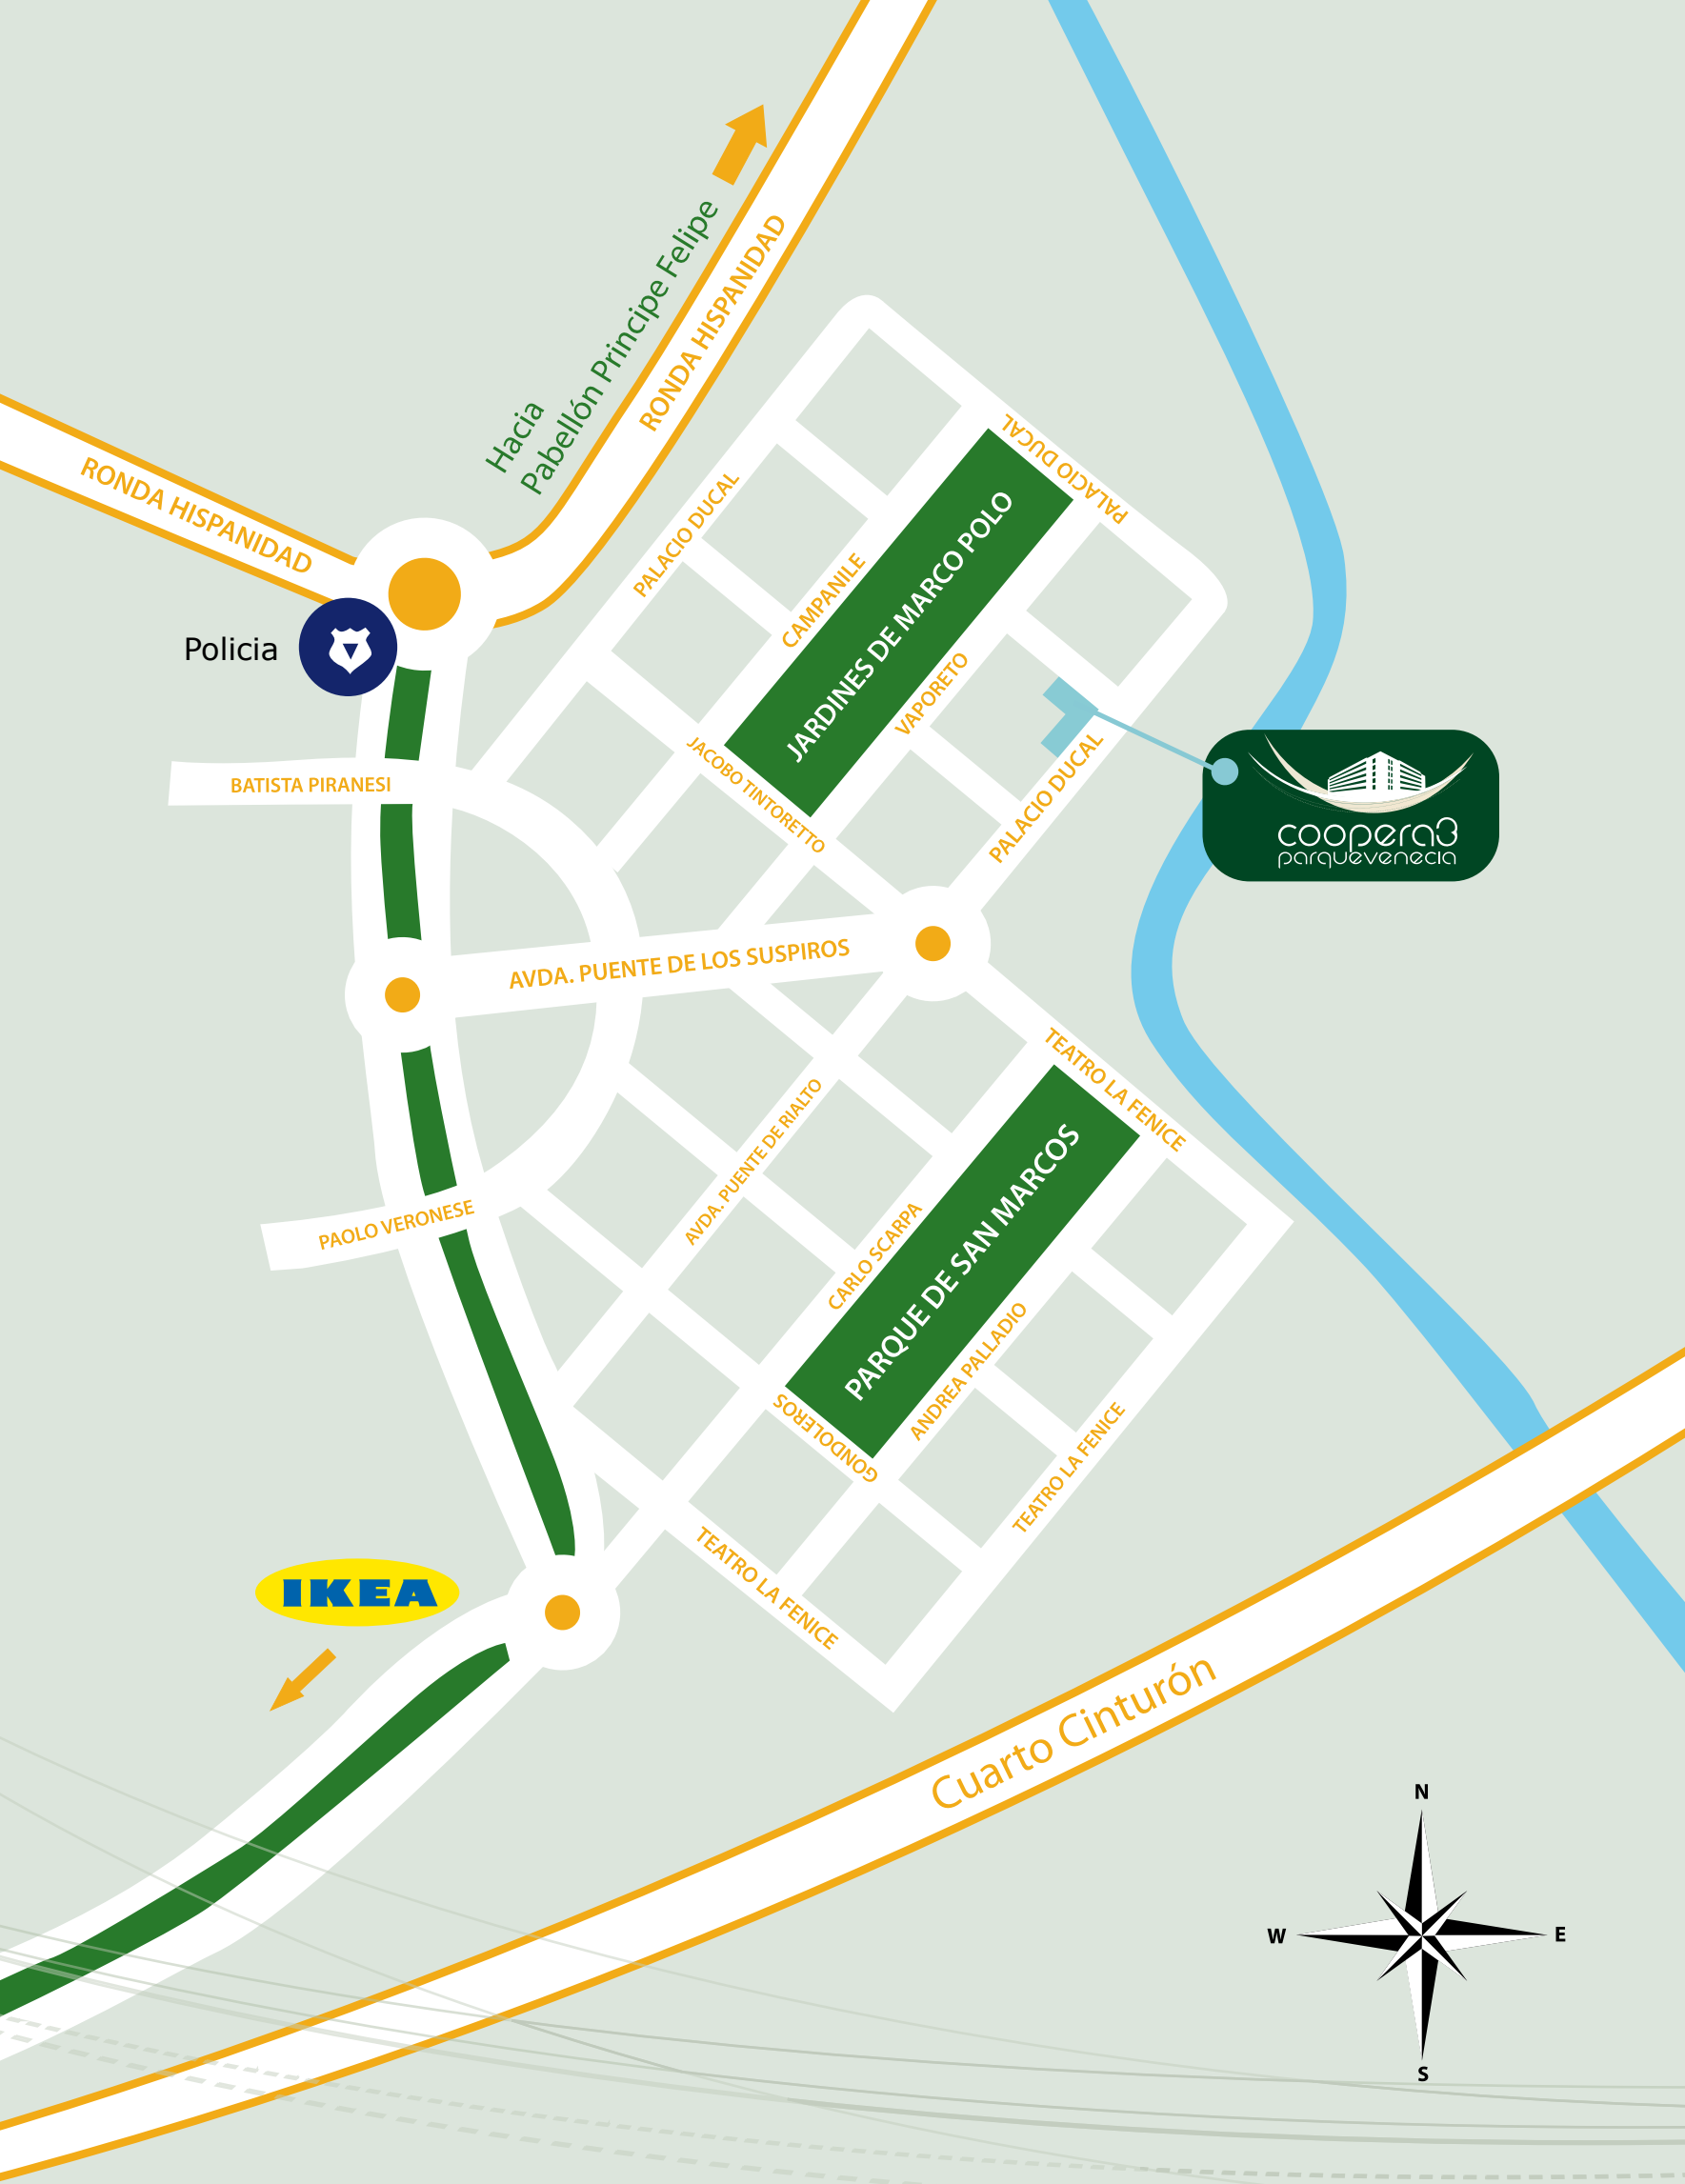 Hacia
Pabellón Principe Felipe
RONDA HISPANIDAD
RONDA HISPANIDAD
Policia
PALACIO DUCAL
PALACIO DUCAL
CAMPANILE
JARDINES DE MARCO POLO
VAPORETO
JACOBO TINTORETTO
PALACIO DUCAL
coopera3
parquevenecia
BATISTA PIRANESI
AVDA. PUENTE DE LOS SUSPIROS
TEATRO LA FENICE
AVDA. PUENTE DE RIALTO
PAOLO VERONESE
CARLO SCARPA
PARQUE DE SAN MARCOS
ANDREA PALLADIO
GONDOLEROS
TEATRO LA FENICE
TEATRO LA FENICE
IKEA
Cuarto Cinturón
N
W
E
S